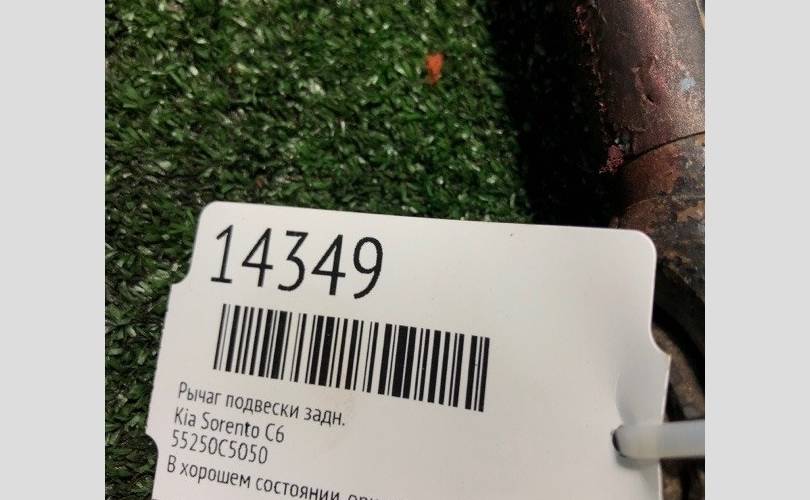 14349
Рычаг подвески задн.
Kia Sorento C6
55250C5050
В хорошем состоянии,